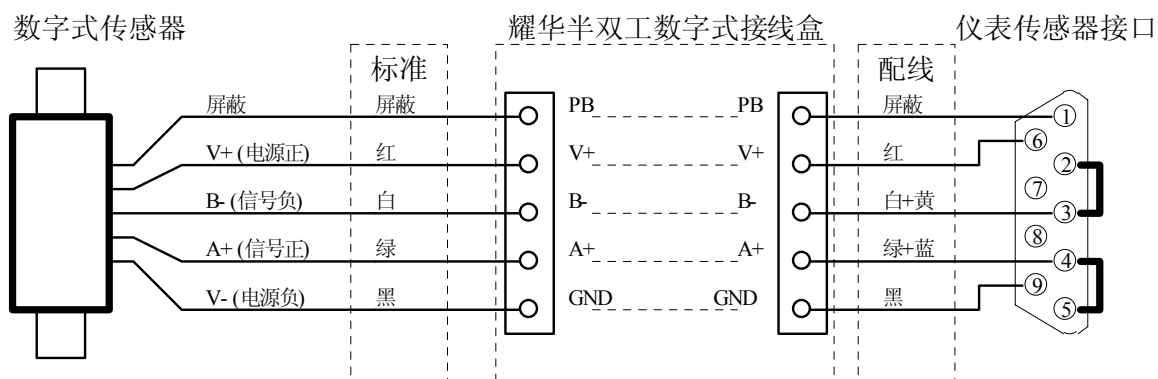 数字式传感器 耀华半双工数字式接线盒 仪表传感器接口
标准 配线
屏蔽 屏蔽 PB PB 屏蔽 ①
V+ (电源正) 红 V+ V+ 红 ⑥
②
⑦
B- (信号负) 白 B- B- 白+黄 ③
⑧
A+ (信号正) 绿 A+ A+ 绿+蓝 ④
⑨
V- (电源负) 黑 GND GND 黑 ⑤